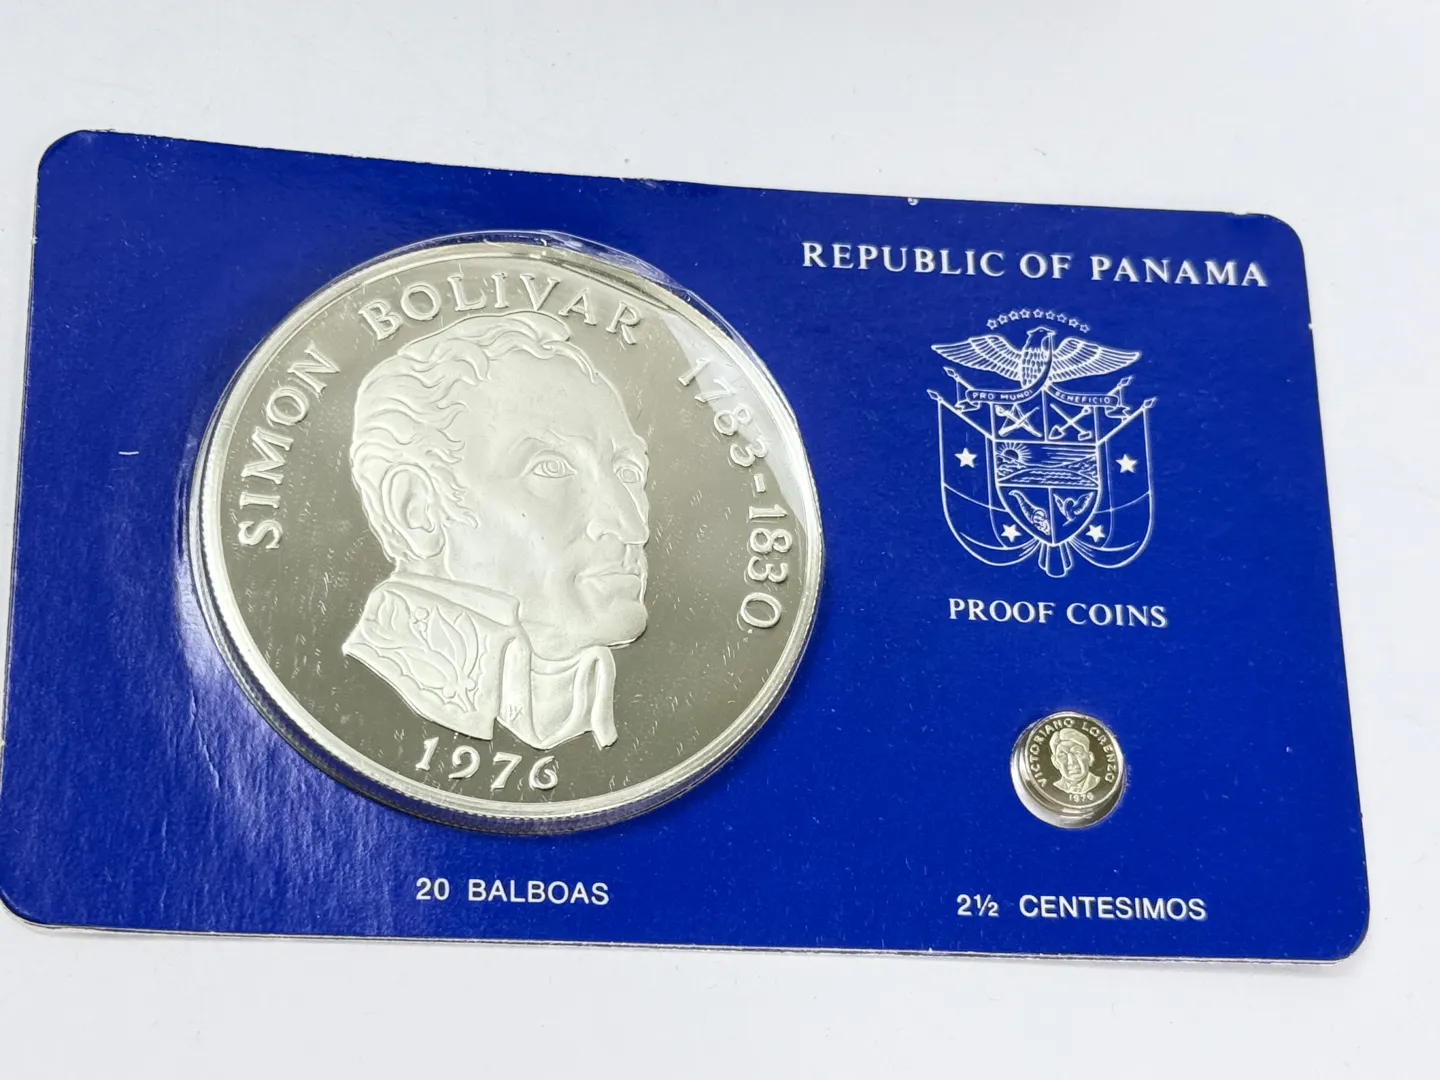 SIMON BOLIVAR 1783-1830
1976
20 BALBOAS
REPUBLIC OF PANAMA
PRO MUNDI BENEFICIO
PROOF COINS
VICTORIANO LORENZO
1976
2½ CENTESIMOS